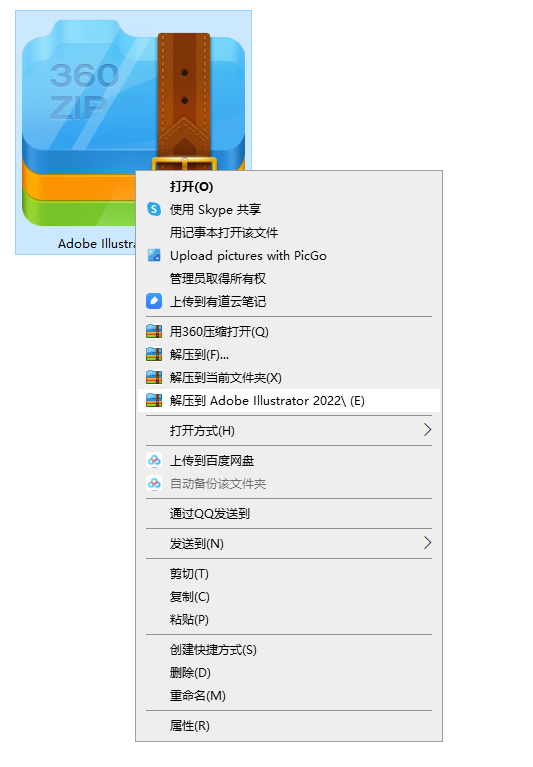 360
ZIP
Adobe Illustra
打开(O)
使用 Skype 共享
用记事本打开该文件
Upload pictures with PicGo
管理员取得所有权
上传到有道云笔记
用360压缩打开(Q)
解压到(F)...
解压到当前文件夹(X)
解压到 Adobe Illustrator 2022\ (E)
打开方式(H)
上传到百度网盘
自动备份该文件夹
通过QQ发送到
发送到(N)
剪切(T)
复制(C)
粘贴(P)
创建快捷方式(S)
删除(D)
重命名(M)
属性(R)